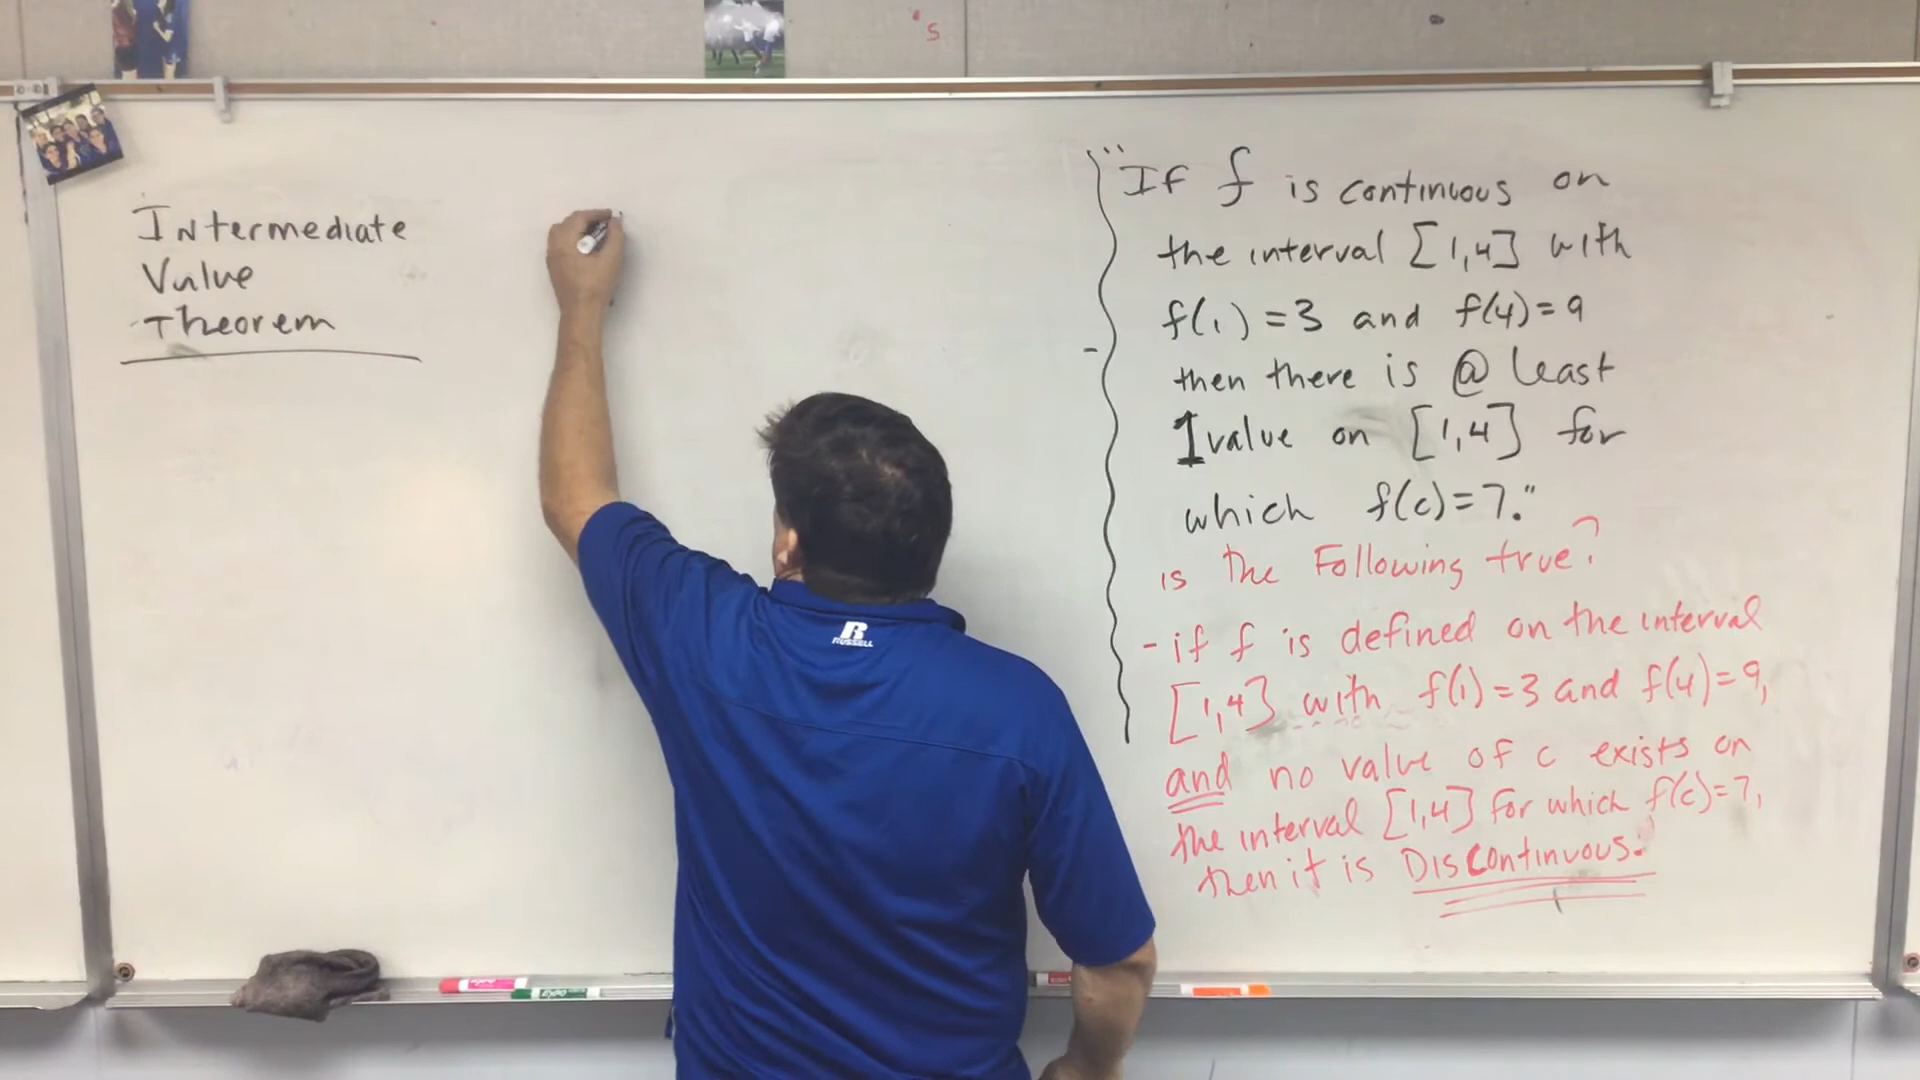 's
Intermediate
Value
Theorem
"If f is continuous on
the interval [1,4] with
f(1)=3 and f(4)=9
then there is @ least
1 value on [1,4] for
which f(c)=7."
is the Following true?
- if f is defined on the interval
[1,4] with f(1)=3 and f(4)=9,
and no value of c exists on
the interval [1,4] for which f(c)=7,
then it is Discontinuous.
R
RUSSELL